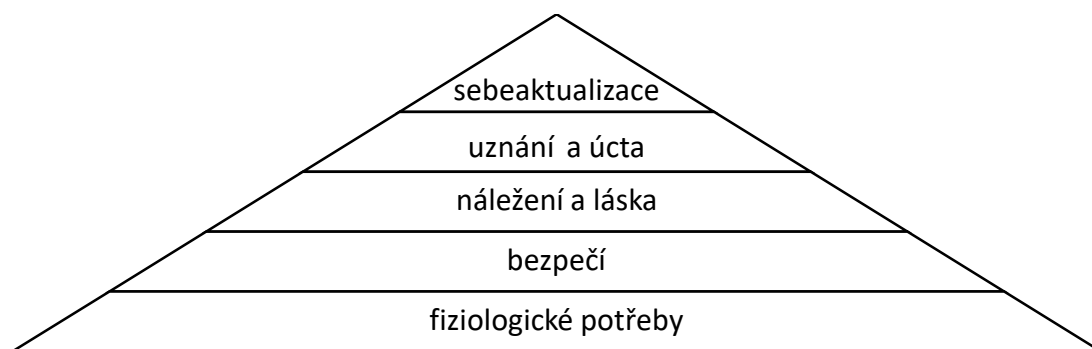 sebeaktualizace
uznání a úcta
náležení a láska
bezpečí
fiziologické potřeby